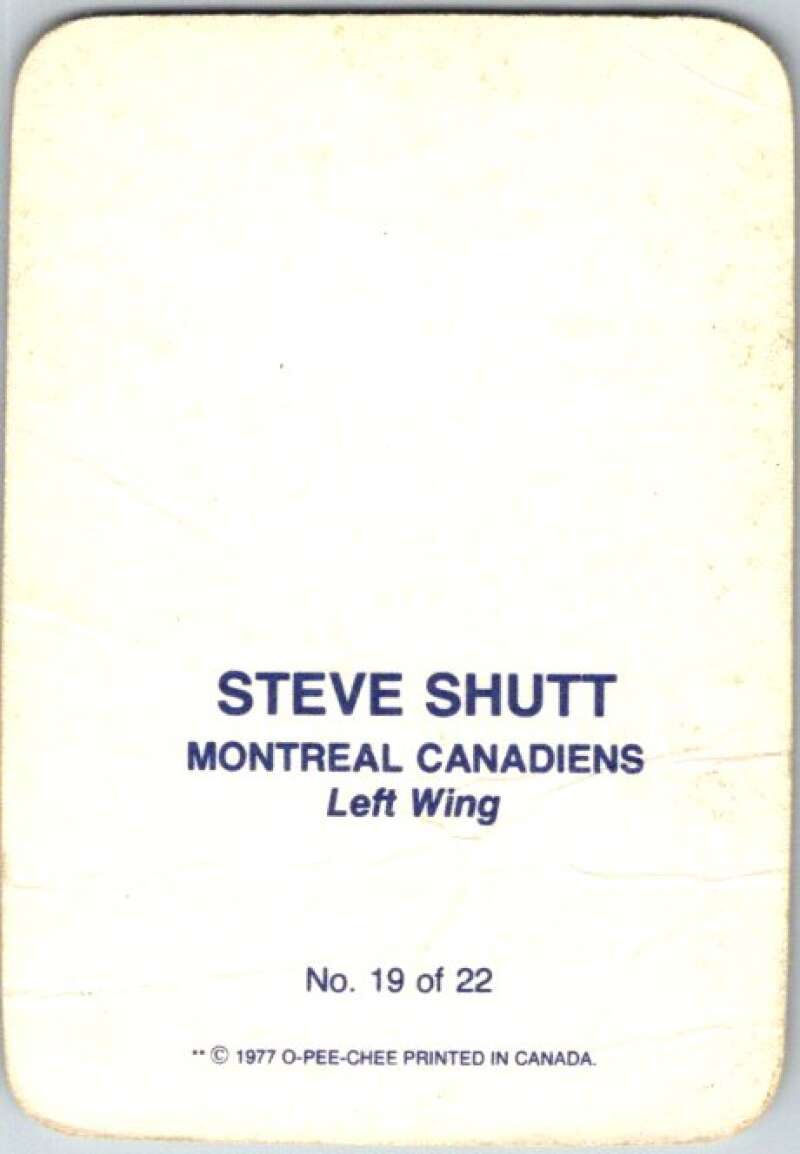 STEVE SHUTT
MONTREAL CANADIENS
Left Wing
No. 19 of 22
** © 1977 O-PEE-CHEE PRINTED IN CANADA.